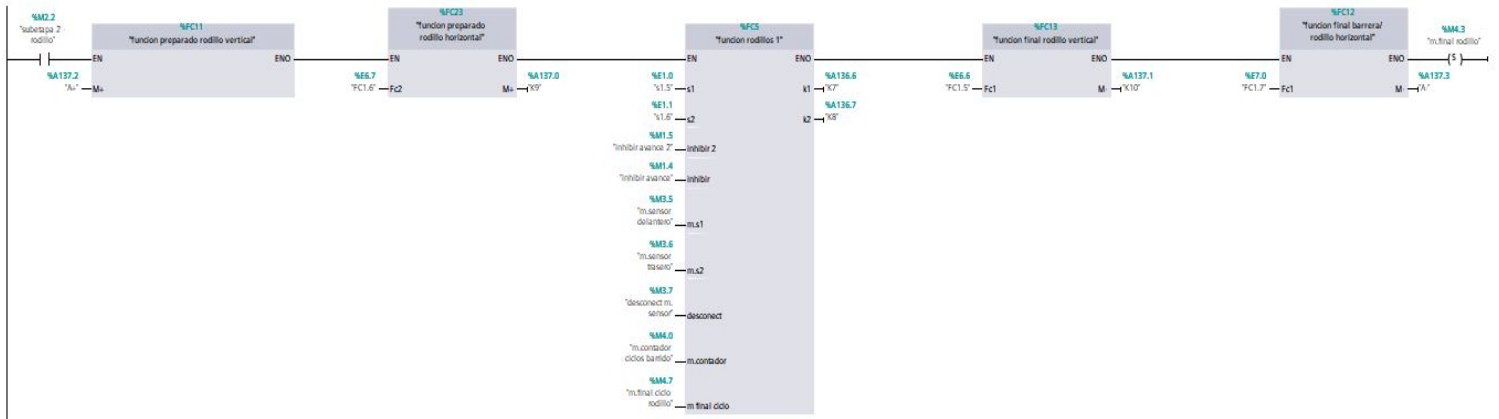 %M2.2
"subetapa 2
rodillo"
%FC11
"funcion preparado rodillo vertical"
EN
ENO
%A137.2
"A+"
M+
%FC23
"funcion preparado
rodillo horizontal"
EN
ENO
%E6.7
"FC1.6"
Fc2
M+
%A137.0
"K9"
%FC5
"funcion rodillos 1"
EN
ENO
%E1.0
"s1.5"
s1
k1
%A136.6
"K7"
%E1.1
"s1.6"
s2
k2
%A136.7
"K8"
%M1.5
"inhibir avance 2"
inhibir 2
%M1.4
"inhibir avance"
inhibir
%M3.5
"m.sensor
delantero"
m.s1
%M3.6
"m.sensor
trasero"
m.s2
%M3.7
"desconect m.
sensor"
desconect
%M4.0
"m.contador
ciclos barrido"
m.contador
%M4.7
"m.final ciclo
rodillo"
m final ciclo
%FC13
"funcion final rodillo vertical"
EN
ENO
%E6.6
"FC1.5"
Fc1
M-
%A137.1
"K10"
%FC12
"funcion final barrera/
rodillo horizontal"
EN
ENO
%E7.0
"FC1.7"
Fc1
M-
%A137.3
"A-"
%M4.3
"m.final rodillo"
S